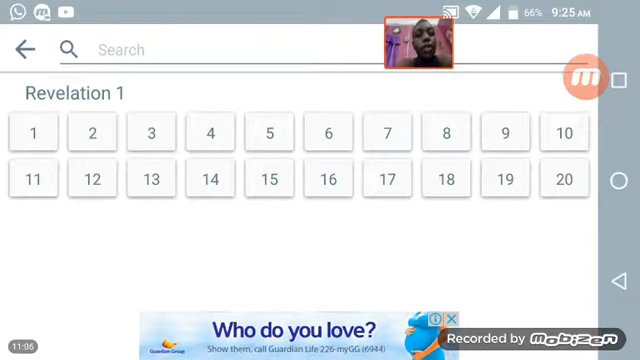 66% 9:25 AM
Search
Revelation 1
1 2 3 4 5 6 7 8 9 10
11 12 13 14 15 16 17 18 19 20
Who do you love?
Show them, call Guardian Life 226-myGG (6944)
Guardian Group
Recorded by MOBIZEN
11:06